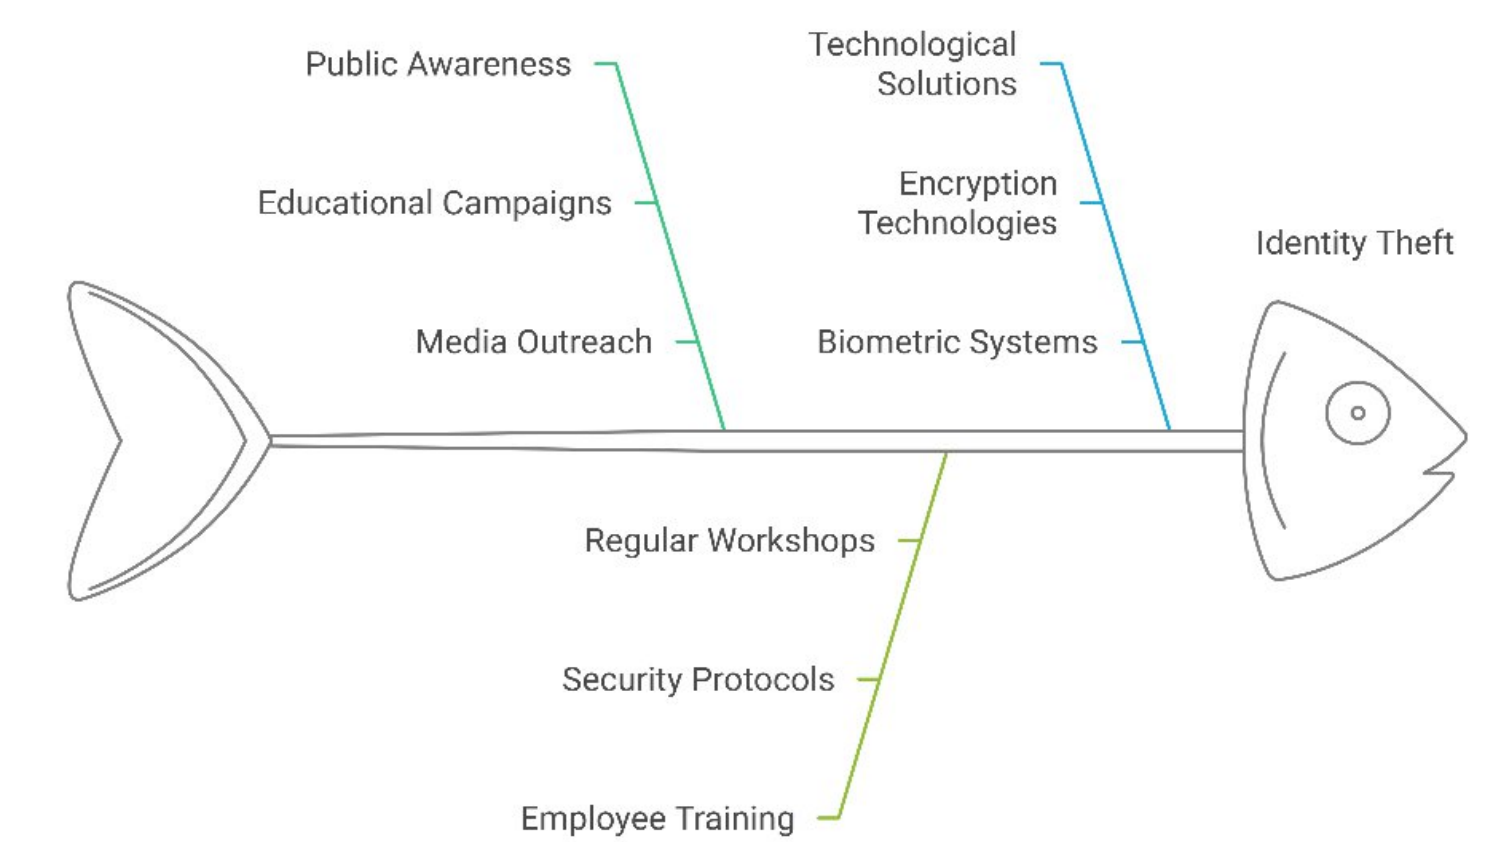 Public Awareness
Educational Campaigns
Media Outreach
Technological
Solutions
Encryption
Technologies
Biometric Systems
Identity Theft
Regular Workshops
Security Protocols
Employee Training